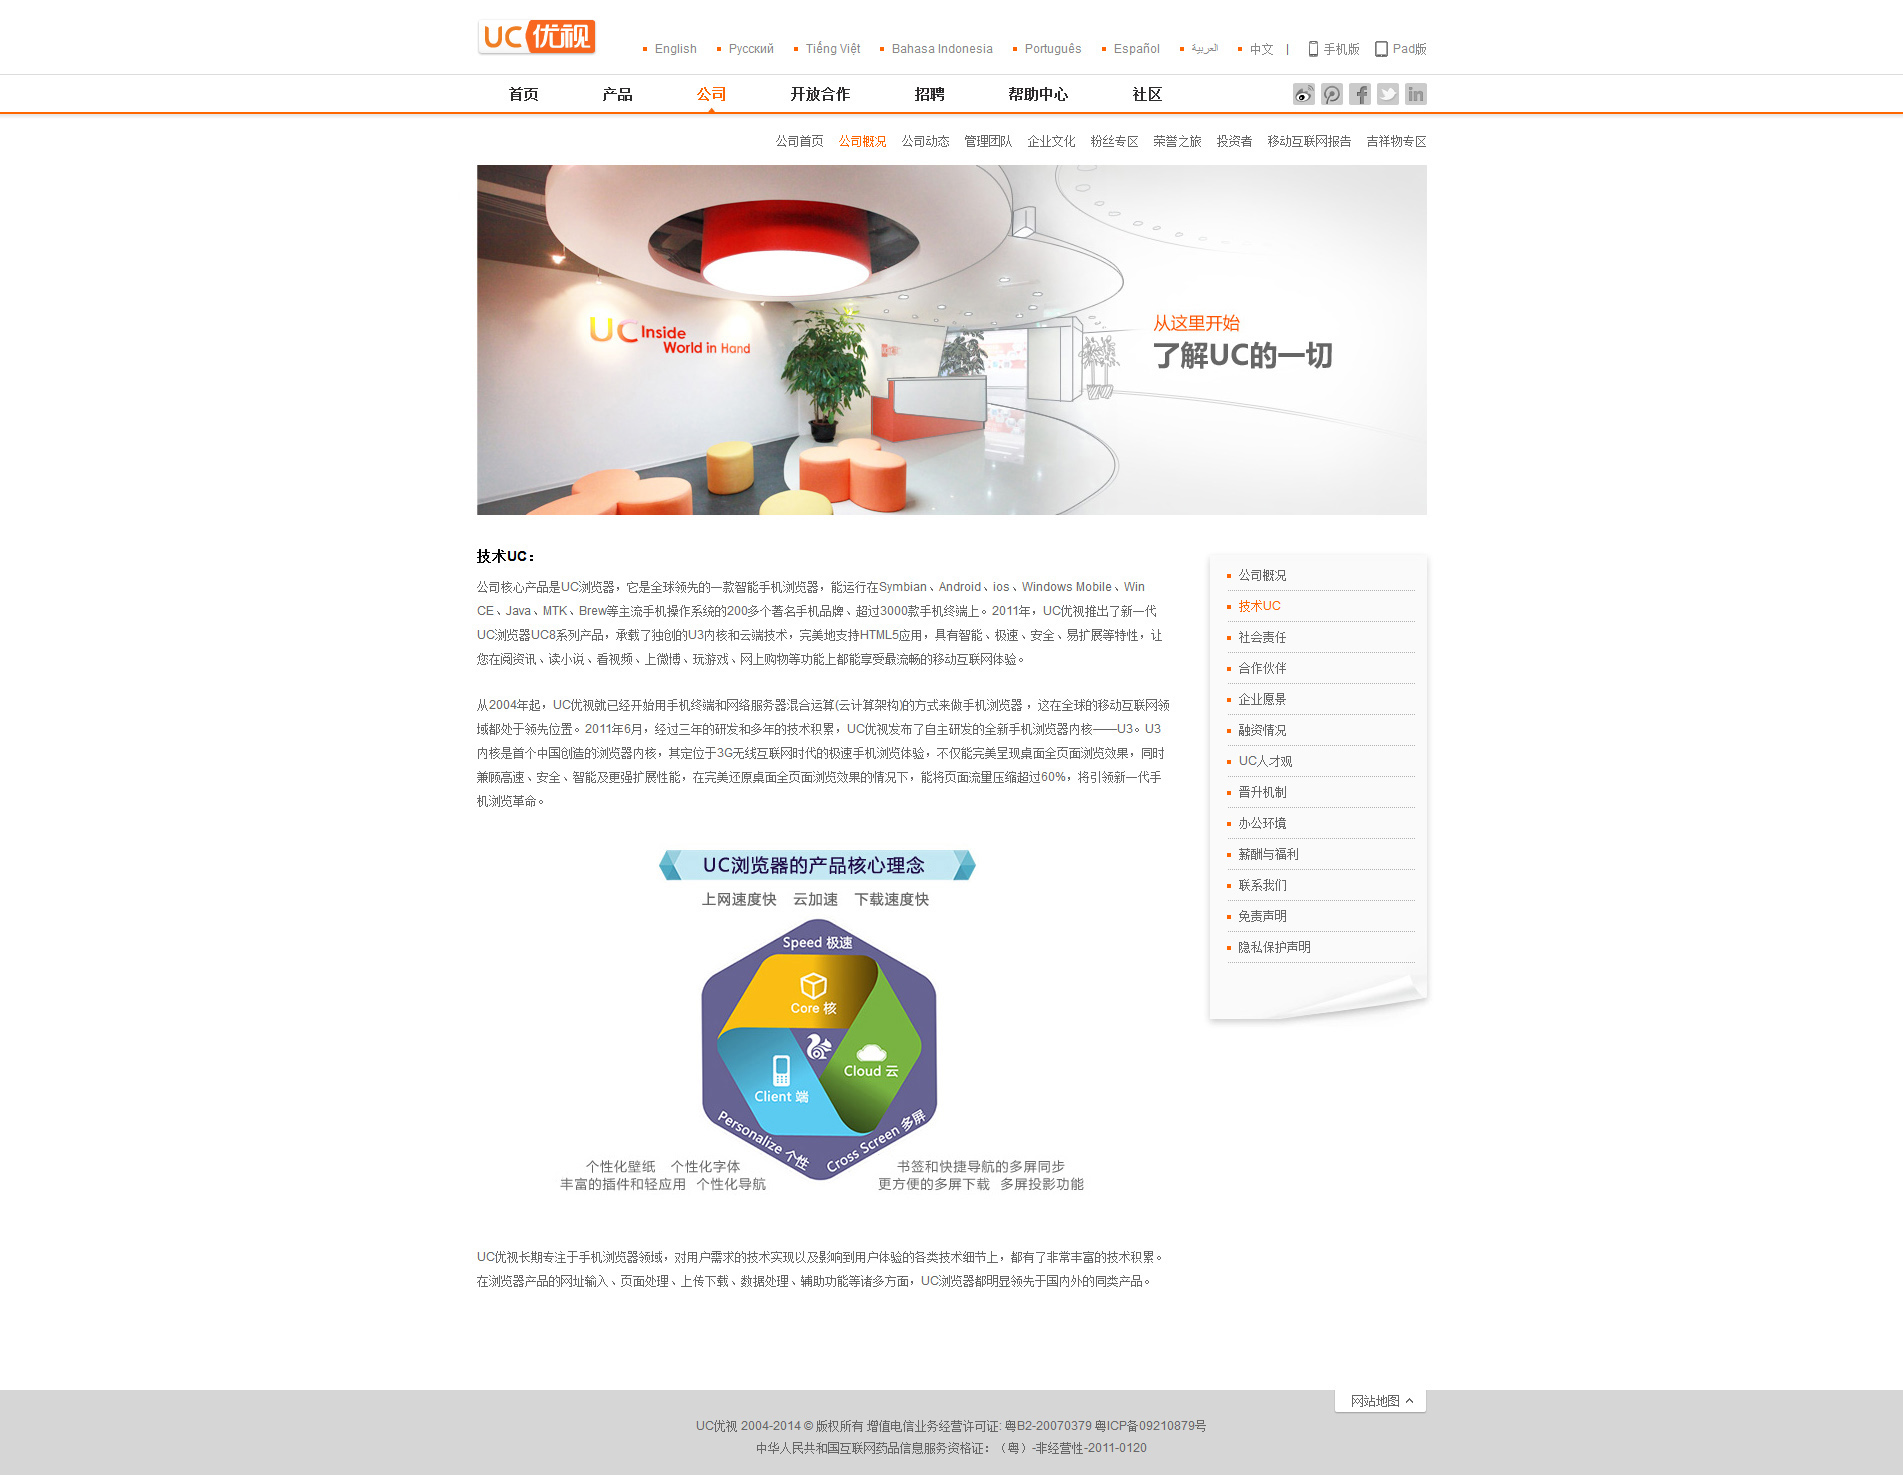 UC优视
English Русский Tiếng Việt Bahasa Indonesia Português Español العربية 中文 | 手机版 Pad版
首页 产品 公司 开放合作 招聘 帮助中心 社区
公司首页 公司概况 公司动态 管理团队 企业文化 粉丝专区 荣誉之旅 投资者 移动互联网报告 吉祥物专区
UC Inside
World in Hand
从这里开始
了解UC的一切
技术UC：
公司核心产品是UC浏览器，它是全球领先的一款智能手机浏览器，能运行在Symbian、Android、ios、Windows Mobile、Win
CE、Java、MTK、Brew等主流手机操作系统的200多个著名手机品牌、超过3000款手机终端上。2011年，UC优视推出了新一代
UC浏览器UC8系列产品，承载了独创的U3内核和云端技术，完美地支持HTML5应用，具有智能、极速、安全、易扩展等特性，让
您在阅资讯、读小说、看视频、上微博、玩游戏、网上购物等功能上都能享受最流畅的移动互联网体验。
从2004年起，UC优视就已经开始用手机终端和网络服务器混合运算(云计算架构)的方式来做手机浏览器 ，这在全球的移动互联网领
域都处于领先位置。2011年6月，经过三年的研发和多年的技术积累，UC优视发布了自主研发的全新手机浏览器内核——U3。U3
内核是首个中国创造的浏览器内核，其定位于3G无线互联网时代的极速手机浏览体验，不仅能完美呈现桌面全页面浏览效果，同时
兼顾高速、安全、智能及更强扩展性能，在完美还原桌面全页面浏览效果的情况下，能将页面流量压缩超过60%，将引领新一代手
机浏览革命。
UC浏览器的产品核心理念
上网速度快 云加速 下载速度快
Speed 极速
Core 核
Cloud 云
Client 端
Personalize 个性
Cross Screen 多屏
个性化壁纸 个性化字体
丰富的插件和轻应用 个性化导航
书签和快捷导航的多屏同步
更方便的多屏下载 多屏投影功能
UC优视长期专注于手机浏览器领域，对用户需求的技术实现以及影响到用户体验的各类技术细节上，都有了非常丰富的技术积累。
在浏览器产品的网址输入、页面处理、上传下载、数据处理、辅助功能等诸多方面，UC浏览器都明显领先于国内外的同类产品。
公司概况
技术UC
社会责任
合作伙伴
企业愿景
融资情况
UC人才观
晋升机制
办公环境
薪酬与福利
联系我们
免责声明
隐私保护声明
网站地图
UC优视 2004-2014 © 版权所有 增值电信业务经营许可证: 粤B2-20070379 粤ICP备09210879号
中华人民共和国互联网药品信息服务资格证：（粤）-非经营性-2011-0120